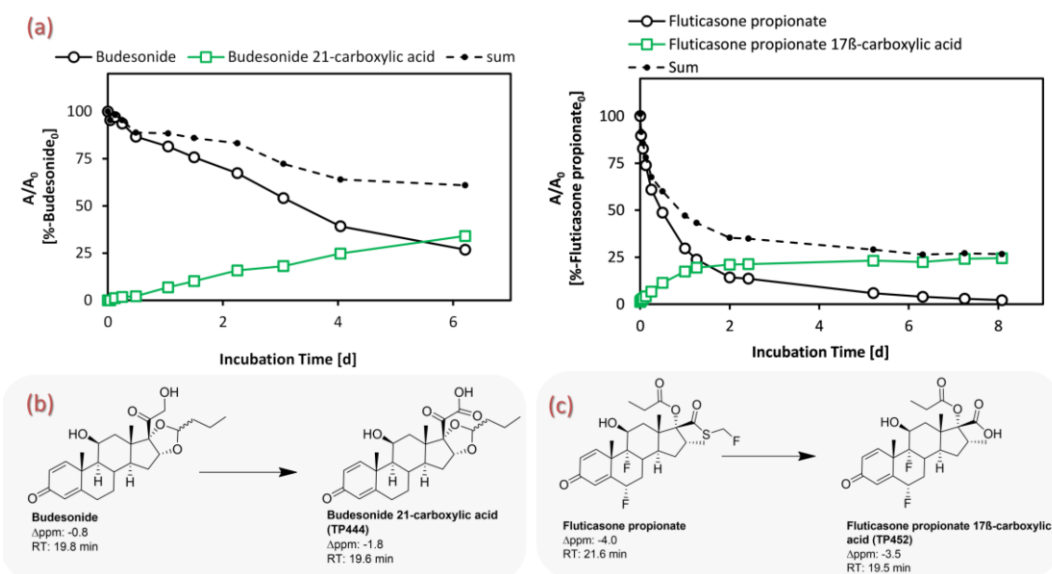 (a)
Budesonide
Budesonide 21-carboxylic acid
sum
A/A0
[%-Budesonide0]
100
75
50
25
0
0
2
4
6
Incubation Time [d]
Fluticasone propionate
Fluticasone propionate 17ß-carboxylic acid
Sum
A/A0
[%-Fluticasone propionate0]
100
75
50
25
0
0
2
4
6
8
Incubation Time [d]
(b)
OH
O
O
HO
O
H
H
O
Budesonide
Δppm: -0.8
RT: 19.8 min
OH
O
O
O
HO
O
H
H
O
Budesonide 21-carboxylic acid
(TP444)
Δppm: -1.8
RT: 19.6 min
(c)
O
O
O
HO
S
F
F
H
O
F
Fluticasone propionate
Δppm: -4.0
RT: 21.6 min
O
O
O
HO
OH
F
H
O
F
Fluticasone propionate 17ß-carboxylic
acid (TP452)
Δppm: -3.5
RT: 19.5 min